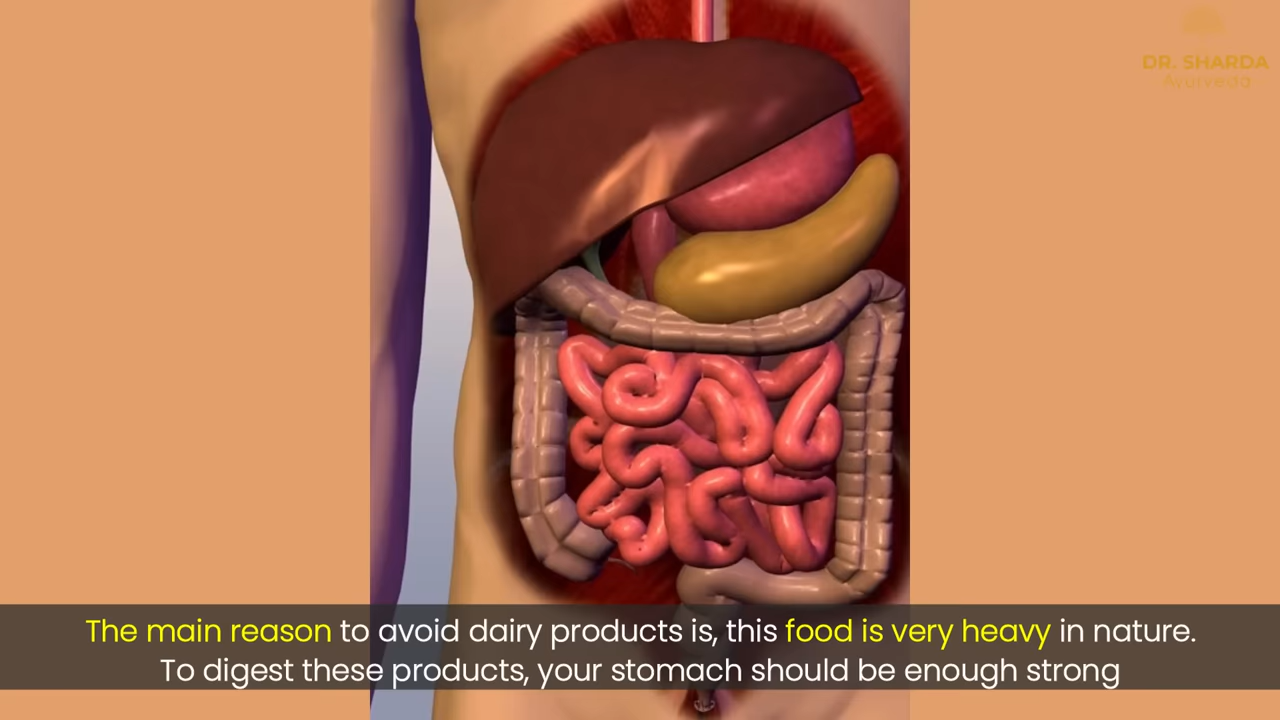 DR. SHARDA
Ayurveda
The main reason to avoid dairy products is, this food is very heavy in nature.
To digest these products, your stomach should be enough strong